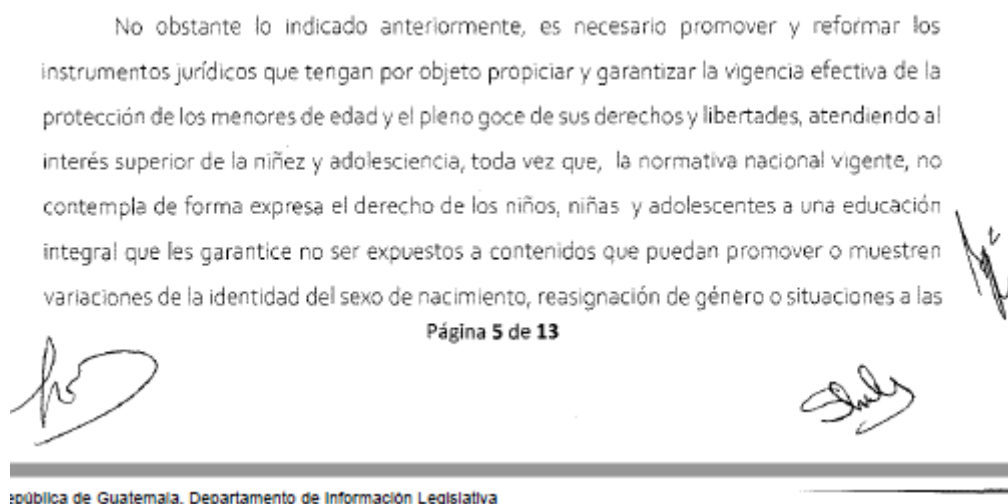 No obstante lo indicado anteriormente, es necesario promover y reformar los
instrumentos jurídicos que tengan por objeto propiciar y garantizar la vigencia efectiva de la
protección de los menores de edad y el pleno goce de sus derechos y libertades, atendiendo al
interés superior de la niñez y adolesciencia, toda vez que, la normativa nacional vigente, no
contempla de forma expresa el derecho de los niños, niñas y adolescentes a una educación
integral que les garantice no ser expuestos a contenidos que puedan promover o muestren
variaciones de la identidad del sexo de nacimiento, reasignación de género o situaciones a las
Página 5 de 13
epública de Guatemala. Departamento de Información Legislativa